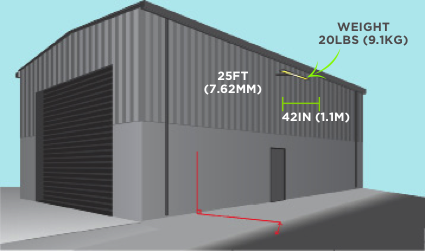 WEIGHT
20LBS (9.1KG)
25FT
(7.62MM)
42IN (1.1M)